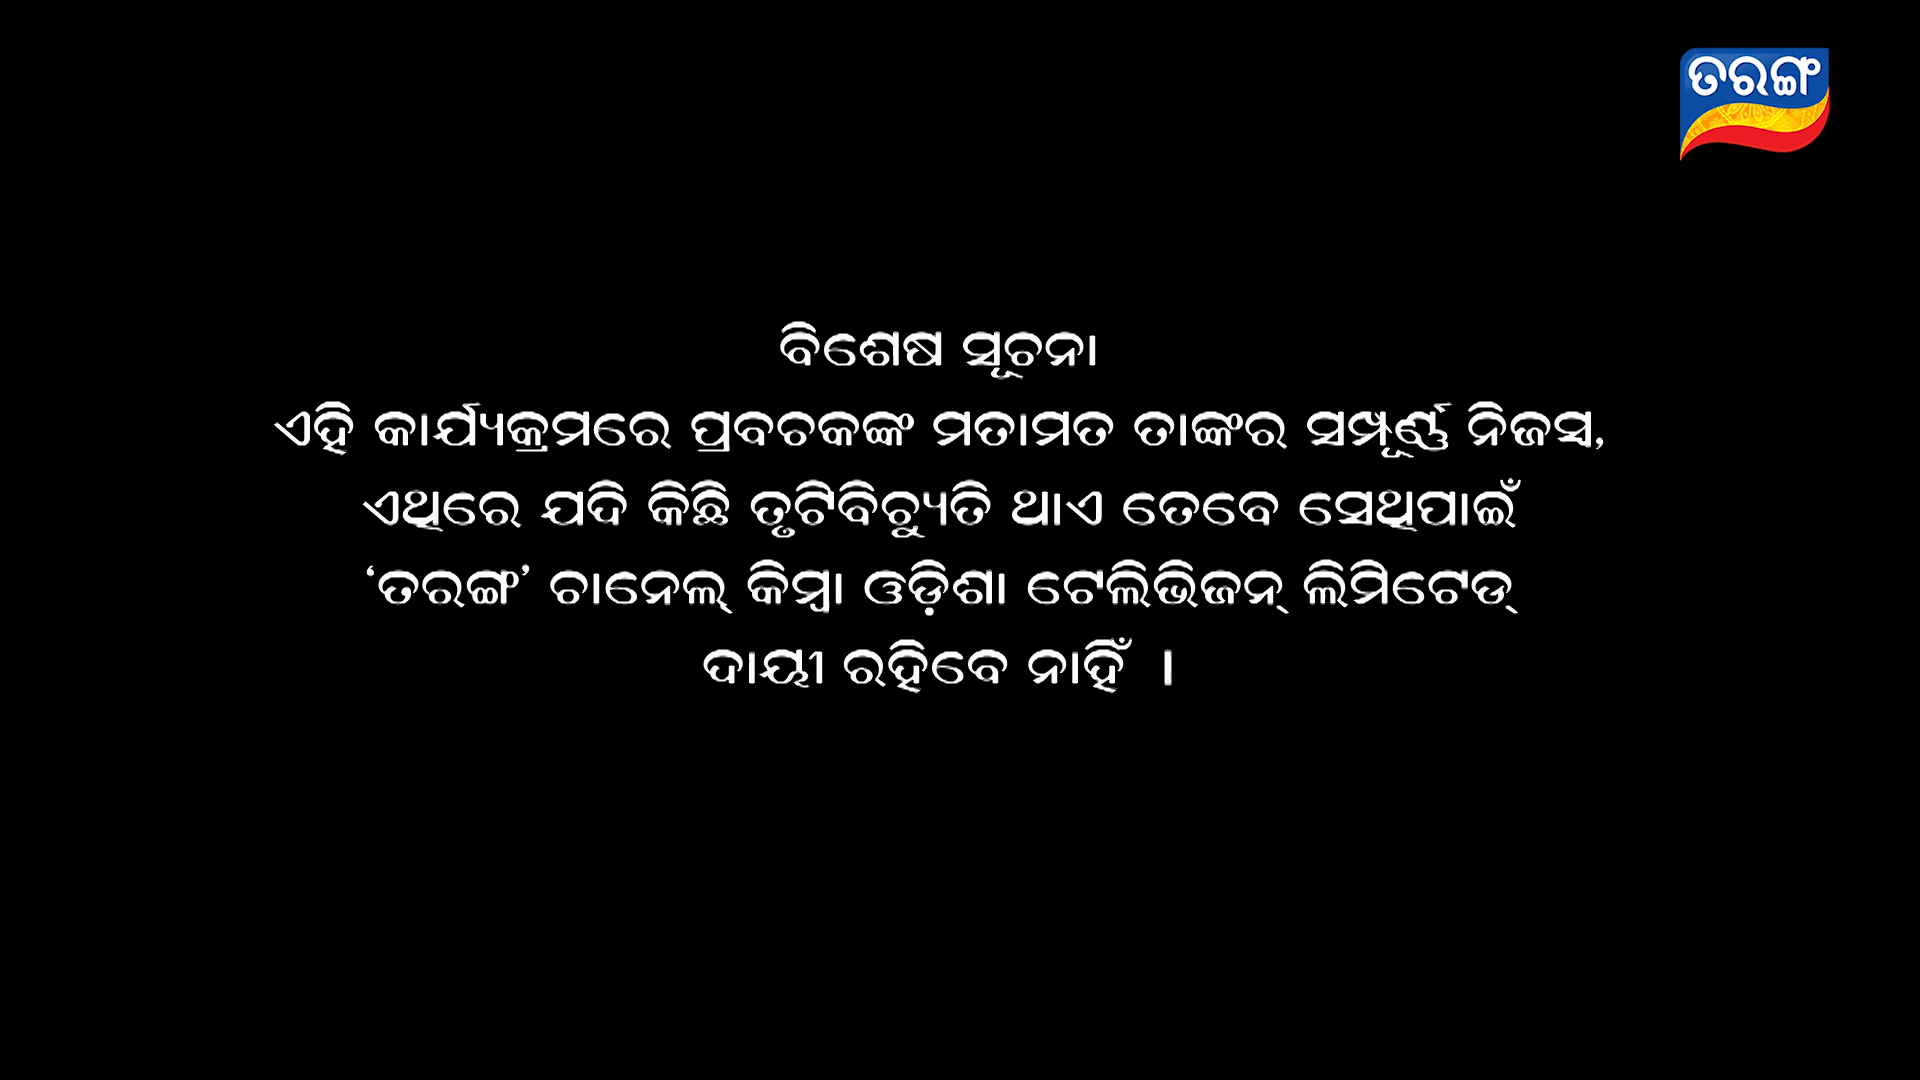 ତରଙ୍ଗ
ବିଶେଷ ସୂଚନା
ଏହି କାର୍ଯ୍ୟକ୍ରମରେ ପ୍ରବଚକଙ୍କ ମତାମତ ତାଙ୍କର ସମ୍ପୂର୍ଣ୍ଣ ନିଜସ୍ୱ,
ଏଥିରେ ଯଦି କିଛି ତୃଟିବିଚ୍ୟୁତି ଥାଏ ତେବେ ସେଥିପାଇଁ
‘ତରଙ୍ଗ’ ଚାନେଲ୍ କିମ୍ବା ଓଡ଼ିଶା ଟେଲିଭିଜନ୍ ଲିମିଟେଡ୍
ଦାୟୀ ରହିବେ ନାହିଁ ।